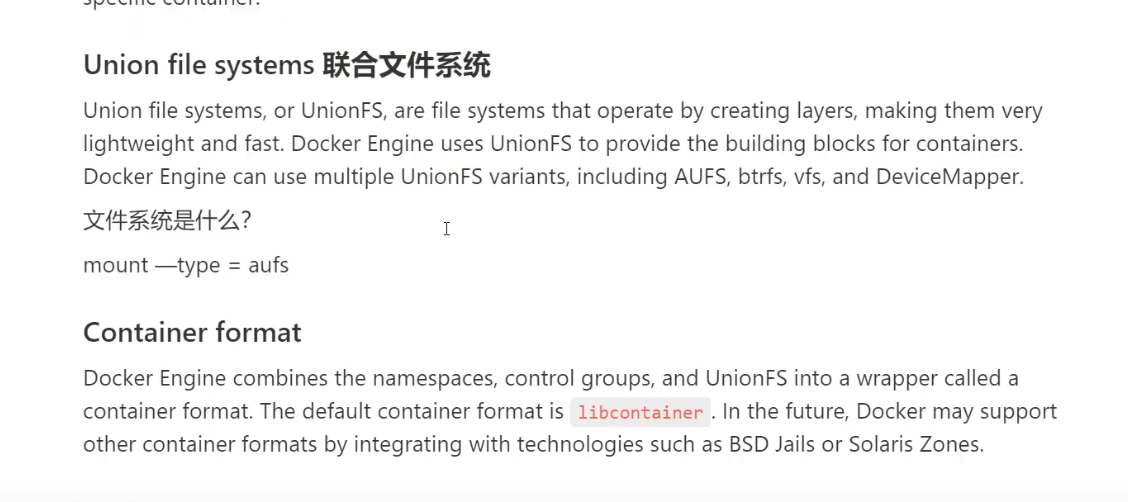 specific container.
Union file systems 联合文件系统
Union file systems, or UnionFS, are file systems that operate by creating layers, making them very
lightweight and fast. Docker Engine uses UnionFS to provide the building blocks for containers.
Docker Engine can use multiple UnionFS variants, including AUFS, btrfs, vfs, and DeviceMapper.
文件系统是什么?
mount —type = aufs
Container format
Docker Engine combines the namespaces, control groups, and UnionFS into a wrapper called a
container format. The default container format is libcontainer. In the future, Docker may support
other container formats by integrating with technologies such as BSD Jails or Solaris Zones.